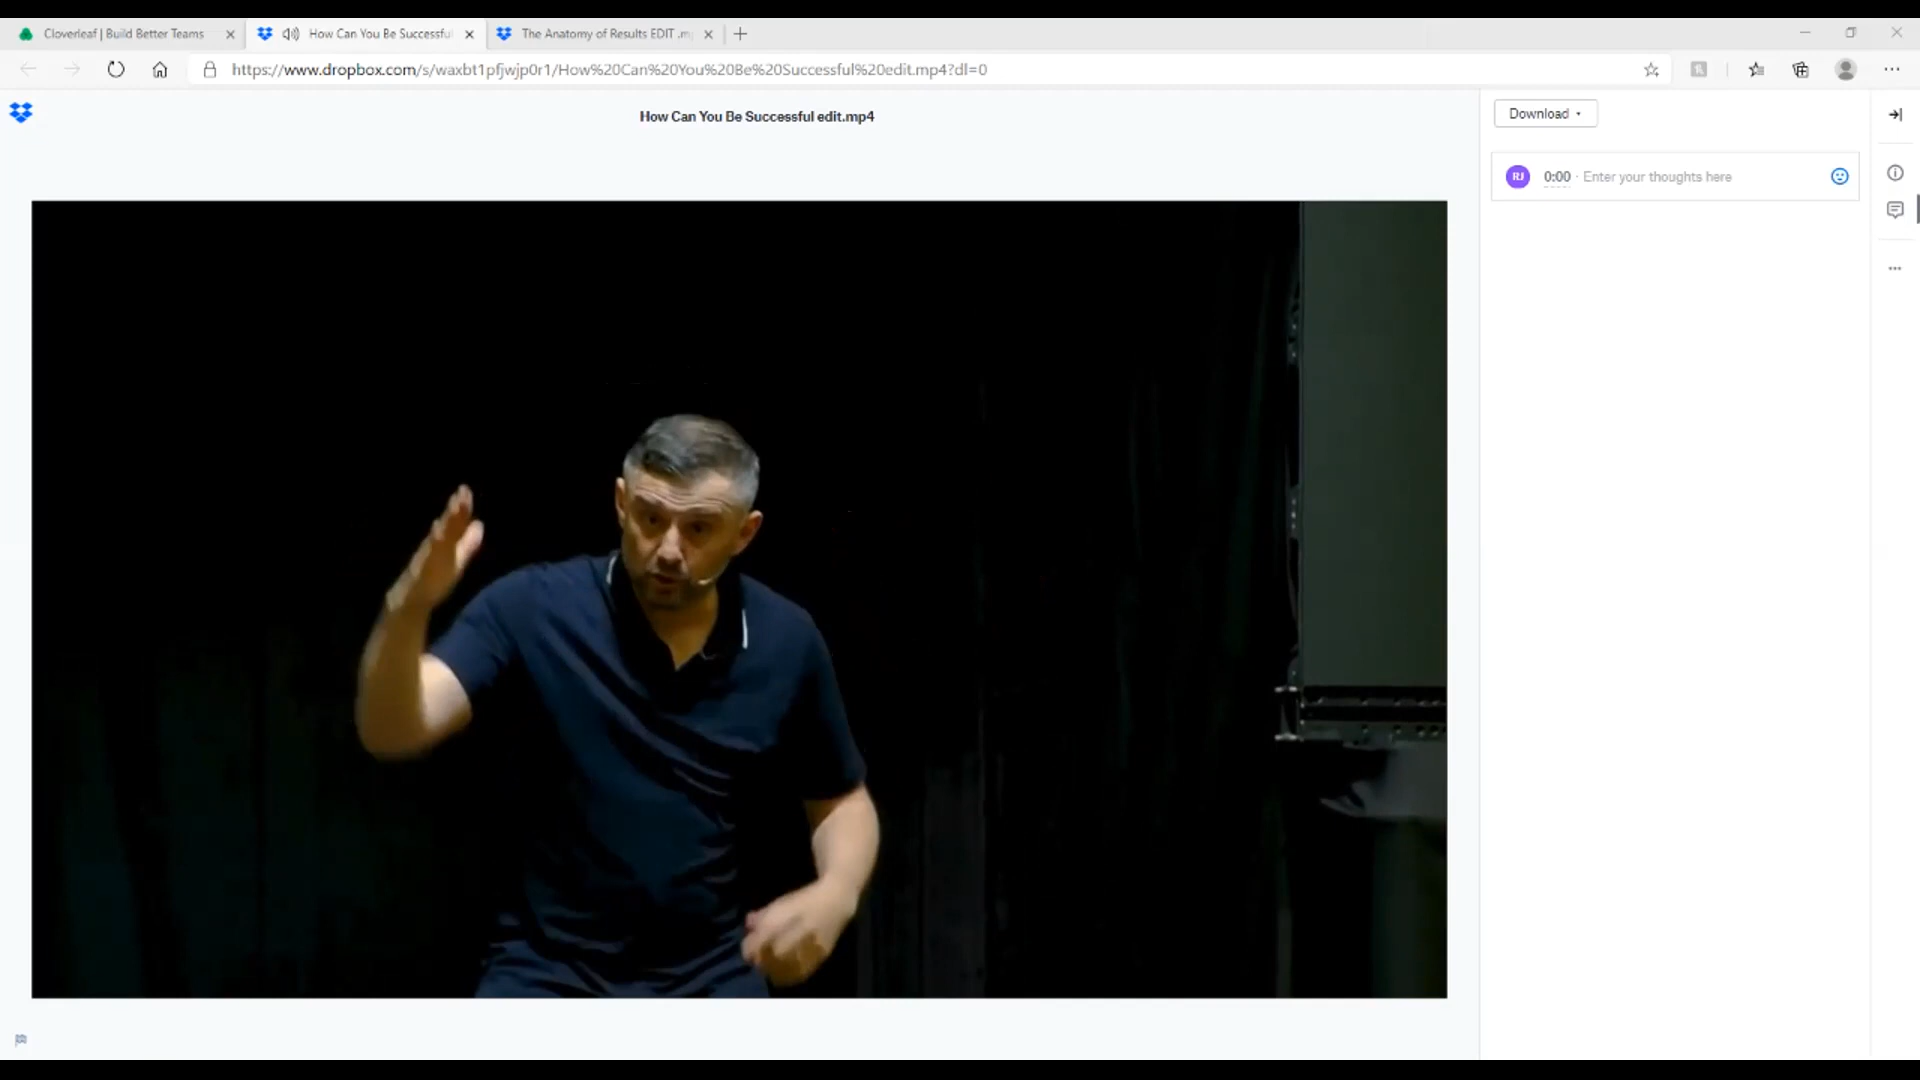 Cloverleaf | Build Better Teams
How Can You Be Successful
The Anatomy of Results EDIT .m
https://www.dropbox.com/s/waxbt1pfjwjp0r1/How%20Can%20You%20Be%20Successful%20edit.mp4?dl=0
How Can You Be Successful edit.mp4
Download
RJ 0:00 · Enter your thoughts here